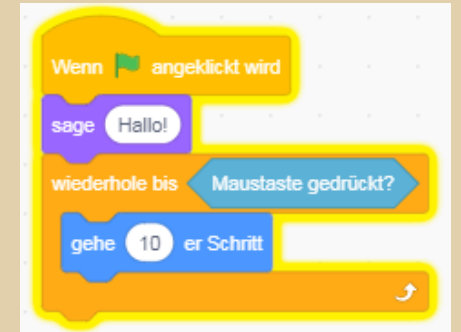 Wenn angeklickt wird
sage Hallo!
wiederhole bis Maustaste gedrückt?
gehe 10 er Schritt